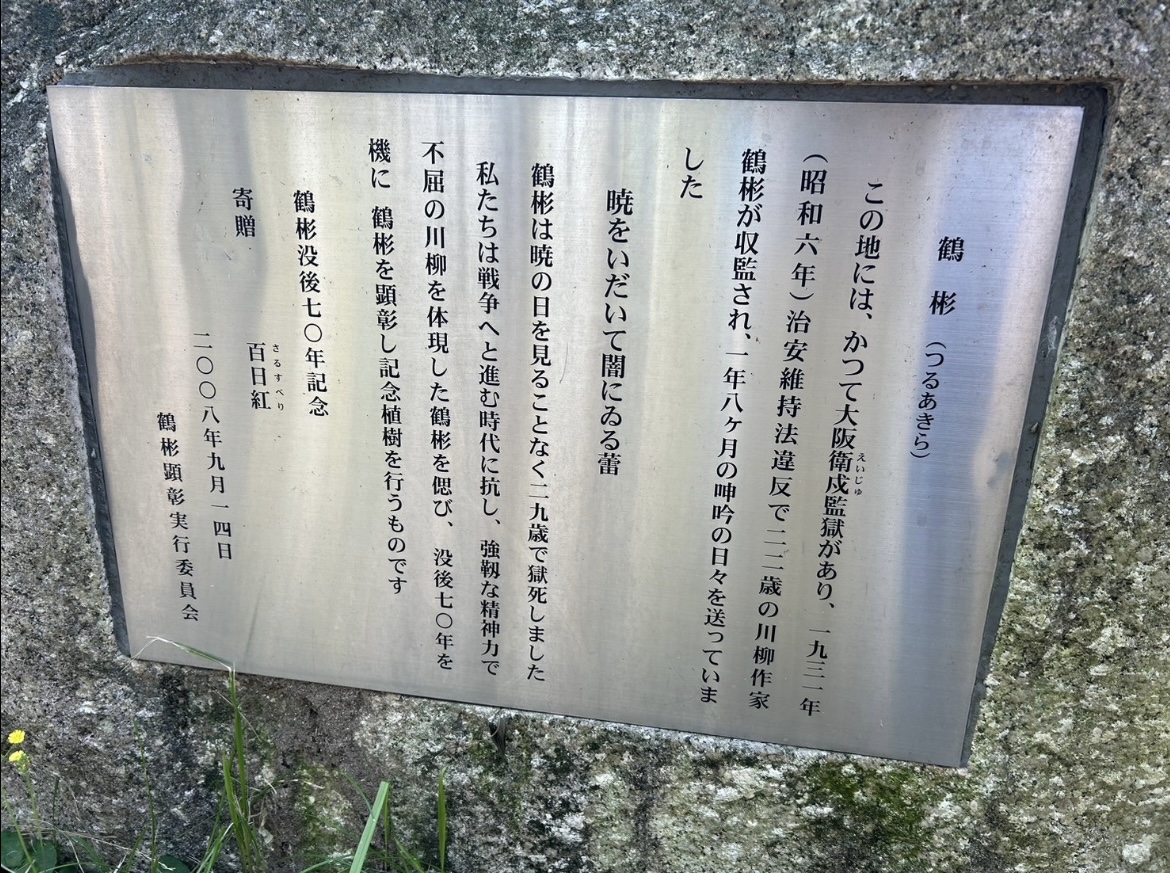 鶴 彬(つるあきら)
この地には、かつて大阪衛戍監獄があり、一九三一年
えいじゅ
(昭和六年)治安維持法違反で二二歳の川柳作家
鶴彬が収監され、一年八ヶ月の呻吟の日々を送っていま
した
暁をいだいて闇にゐる蕾
鶴彬は暁の日を見ることなく二九歳で獄死しました
私たちは戦争へと進む時代に抗し、強靱な精神力で
不屈の川柳を体現した鶴彬を偲び、没後七〇年を
機に 鶴彬を顕彰し記念植樹を行うものです
鶴彬没後七〇年記念
寄贈 百日紅
さるすべり
二〇〇八年九月一四日
鶴彬顕彰実行委員会